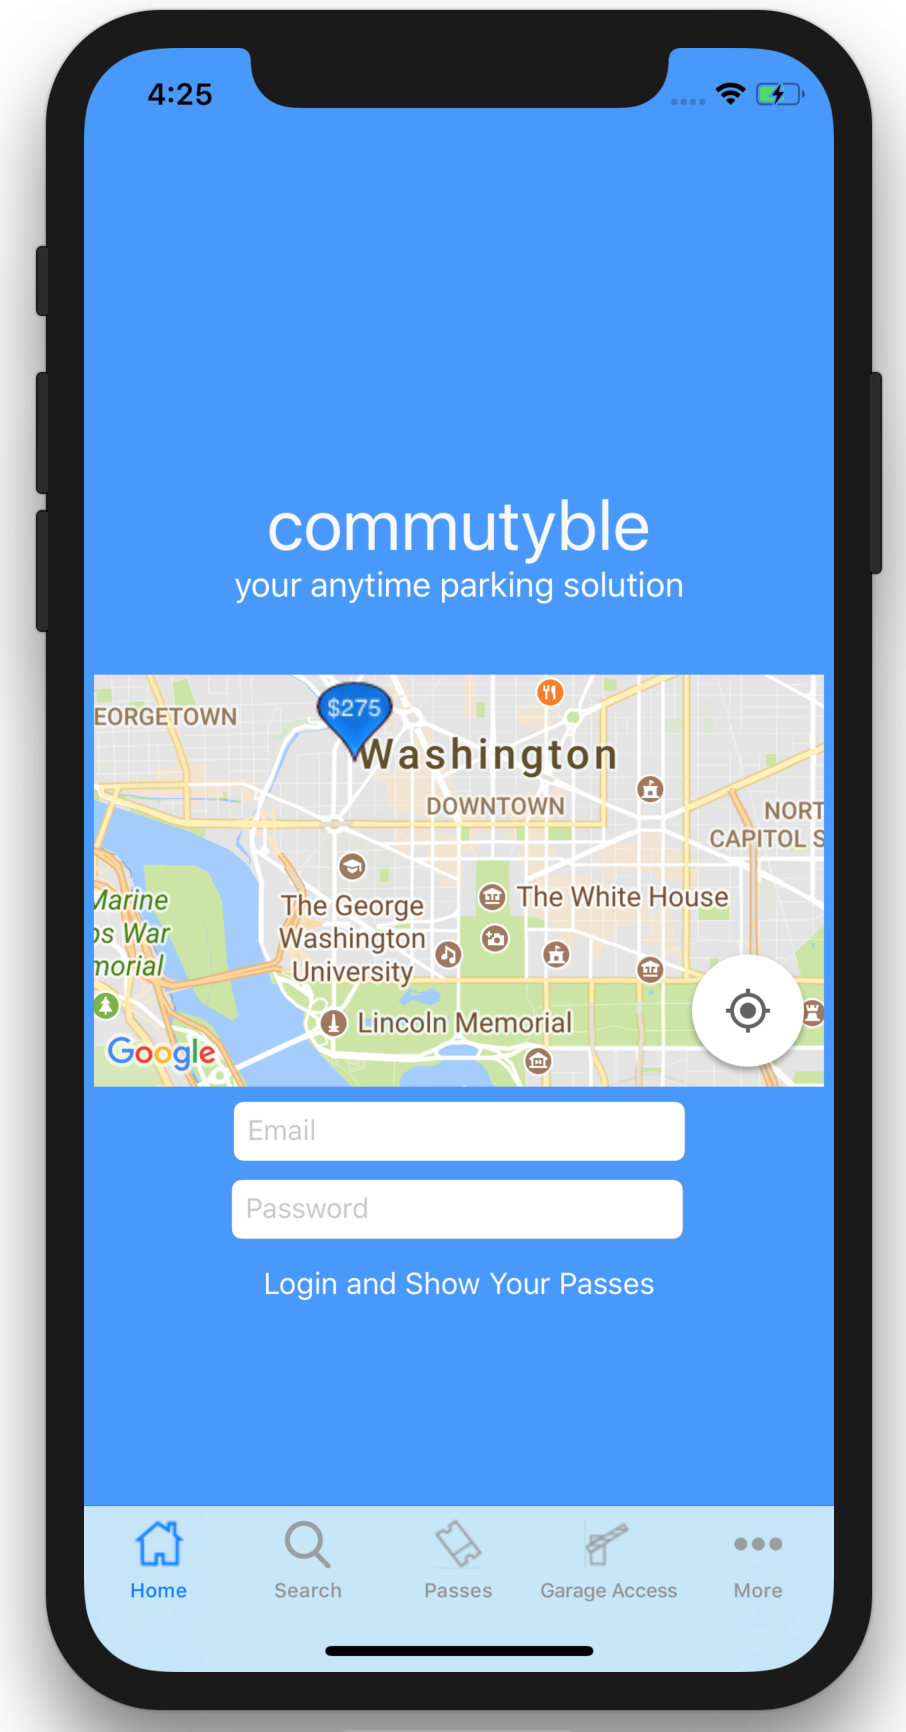 4:25
commutyble
your anytime parking solution
$275
EORGETOWN
Washington
DOWNTOWN
NORT
CAPITOL S
Marine
ps War
morial
The George
Washington
University
The White House
Lincoln Memorial
Google
Email
Password
Login and Show Your Passes
Home
Search
Passes
Garage Access
More